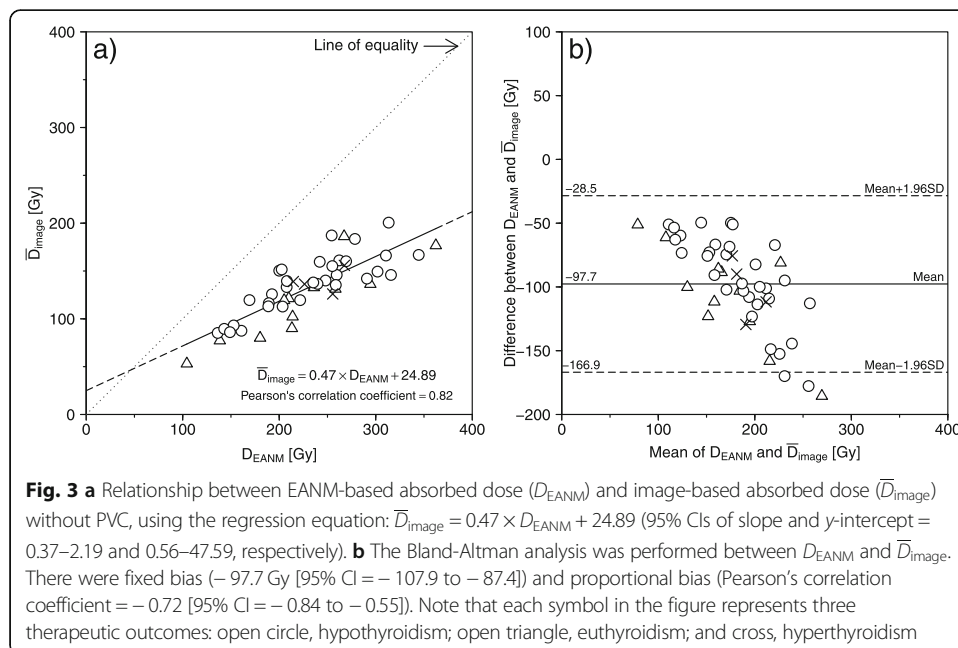 a)
Line of equality
400
300
200
100
0
D̅image [Gy]
D̅image = 0.47 × DEANM + 24.89
Pearson's correlation coefficient = 0.82
0 100 200 300 400
DEANM [Gy]
b)
100
50
0
−50
−100
−150
−200
Difference between DEANM and D̅image [Gy]
−28.5 Mean+1.96SD
−97.7 Mean
−166.9 Mean−1.96SD
0 100 200 300 400
Mean of DEANM and D̅image [Gy]
Fig. 3 a Relationship between EANM-based absorbed dose (DEANM) and image-based absorbed dose (D̅image)
without PVC, using the regression equation: D̅image = 0.47 × DEANM + 24.89 (95% CIs of slope and y-intercept =
0.37–2.19 and 0.56–47.59, respectively). b The Bland-Altman analysis was performed between DEANM and D̅image.
There were fixed bias (− 97.7 Gy [95% CI = − 107.9 to − 87.4]) and proportional bias (Pearson's correlation
coefficient = − 0.72 [95% CI = − 0.84 to − 0.55]). Note that each symbol in the figure represents three
therapeutic outcomes: open circle, hypothyroidism; open triangle, euthyroidism; and cross, hyperthyroidism